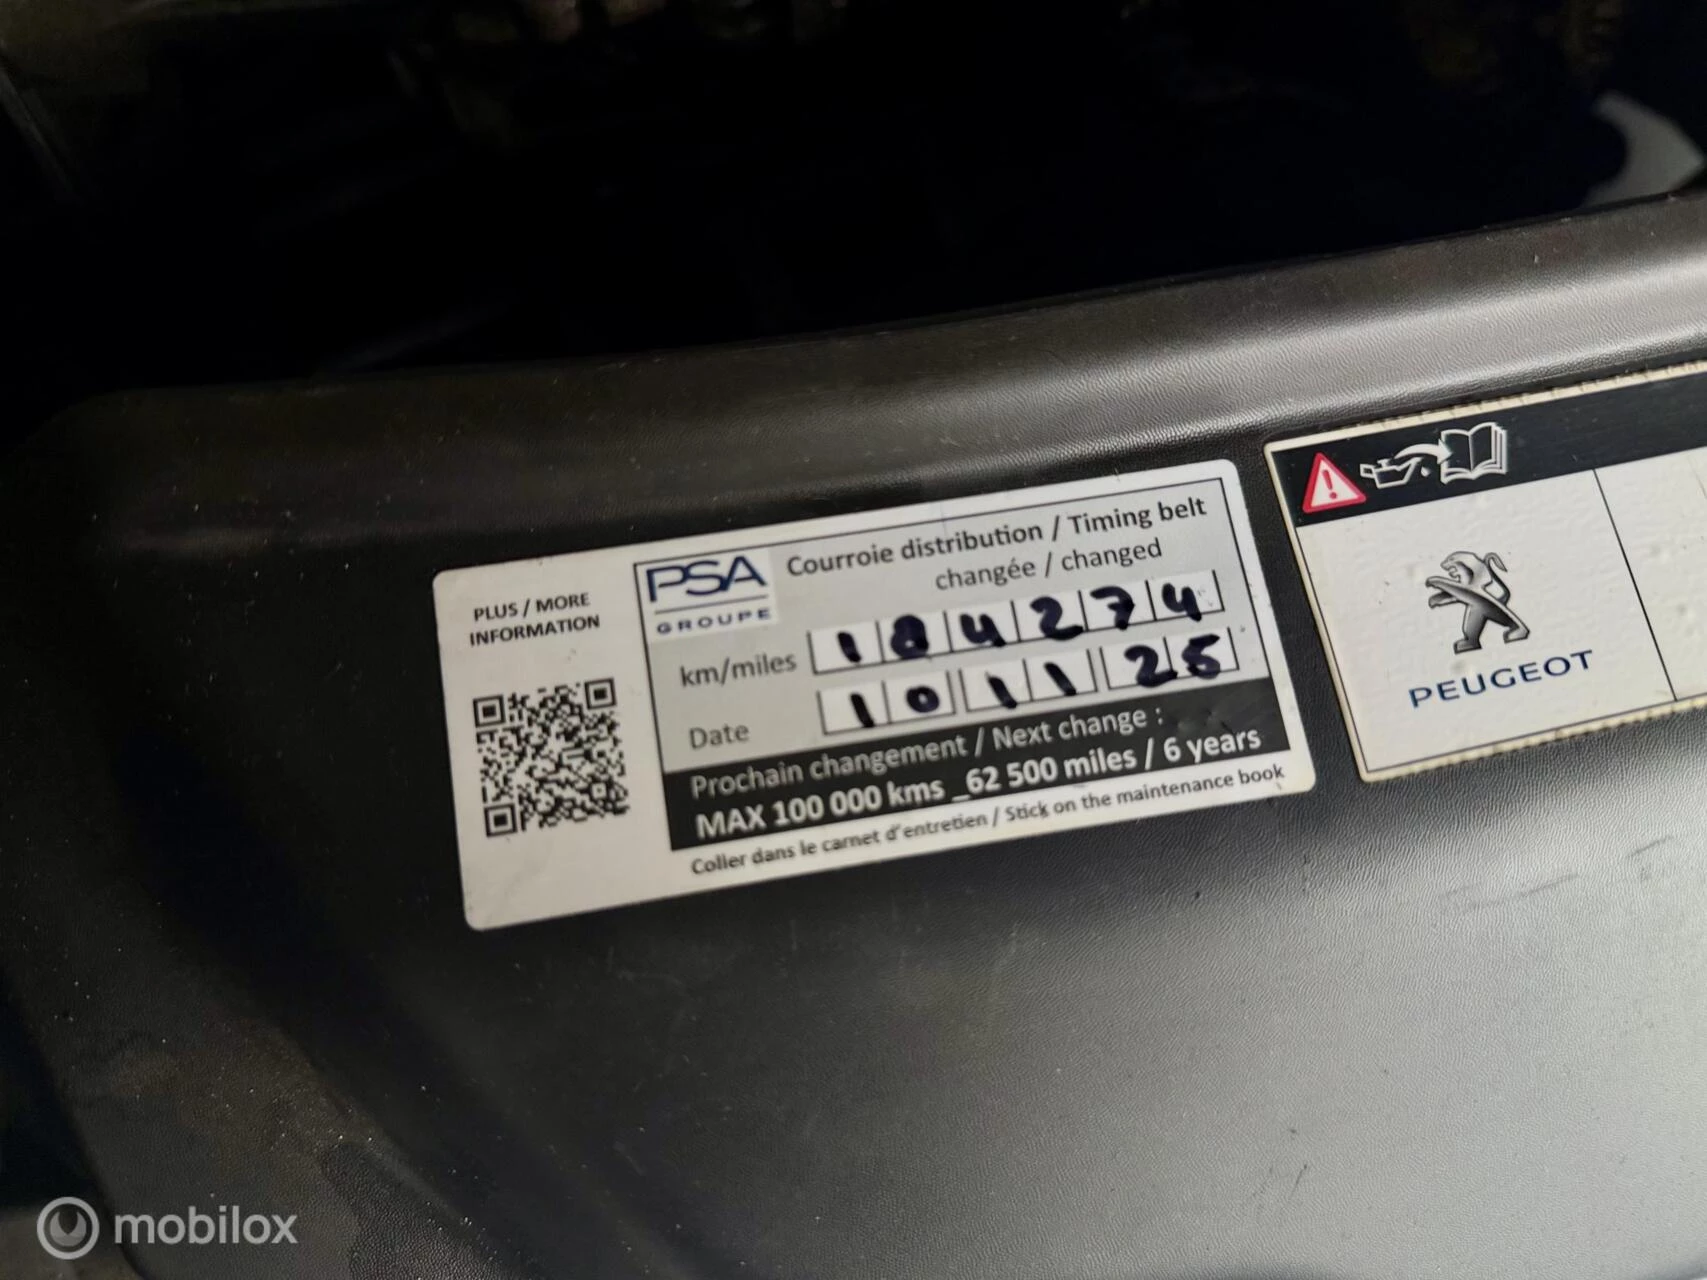 PLUS / MORE
INFORMATION
PSA
GROUPE
Courroie distribution / Timing belt
changée / changed
km/miles 184274
Date 10 11 25
Prochain changement / Next change :
MAX 100 000 kms _62 500 miles / 6 years
Coller dans le carnet d'entretien / Stick on the maintenance book
PEUGEOT
mobilox